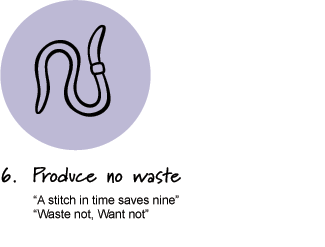 6. Produce no waste
“A stitch in time saves nine”
“Waste not, Want not”